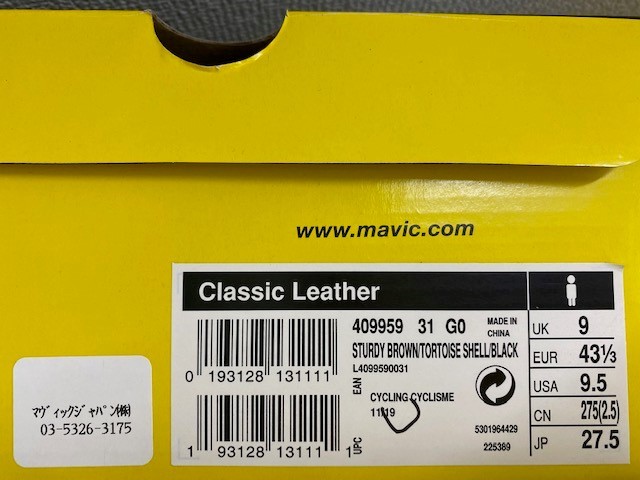 www.mavic.com
Classic Leather
409959 31 G0
MADE IN
CHINA
STURDY BROWN/TORTOISE SHELL/BLACK
L4099590031
EAN
0 193128 131111
CYCLING CYCLISME
11/19
5301964429
225389
UPC
1 93128 13111 1
UK 9
EUR 43⅓
USA 9.5
CN 275(2.5)
JP 27.5
マヴィックジャパン㈱
03-5326-3175